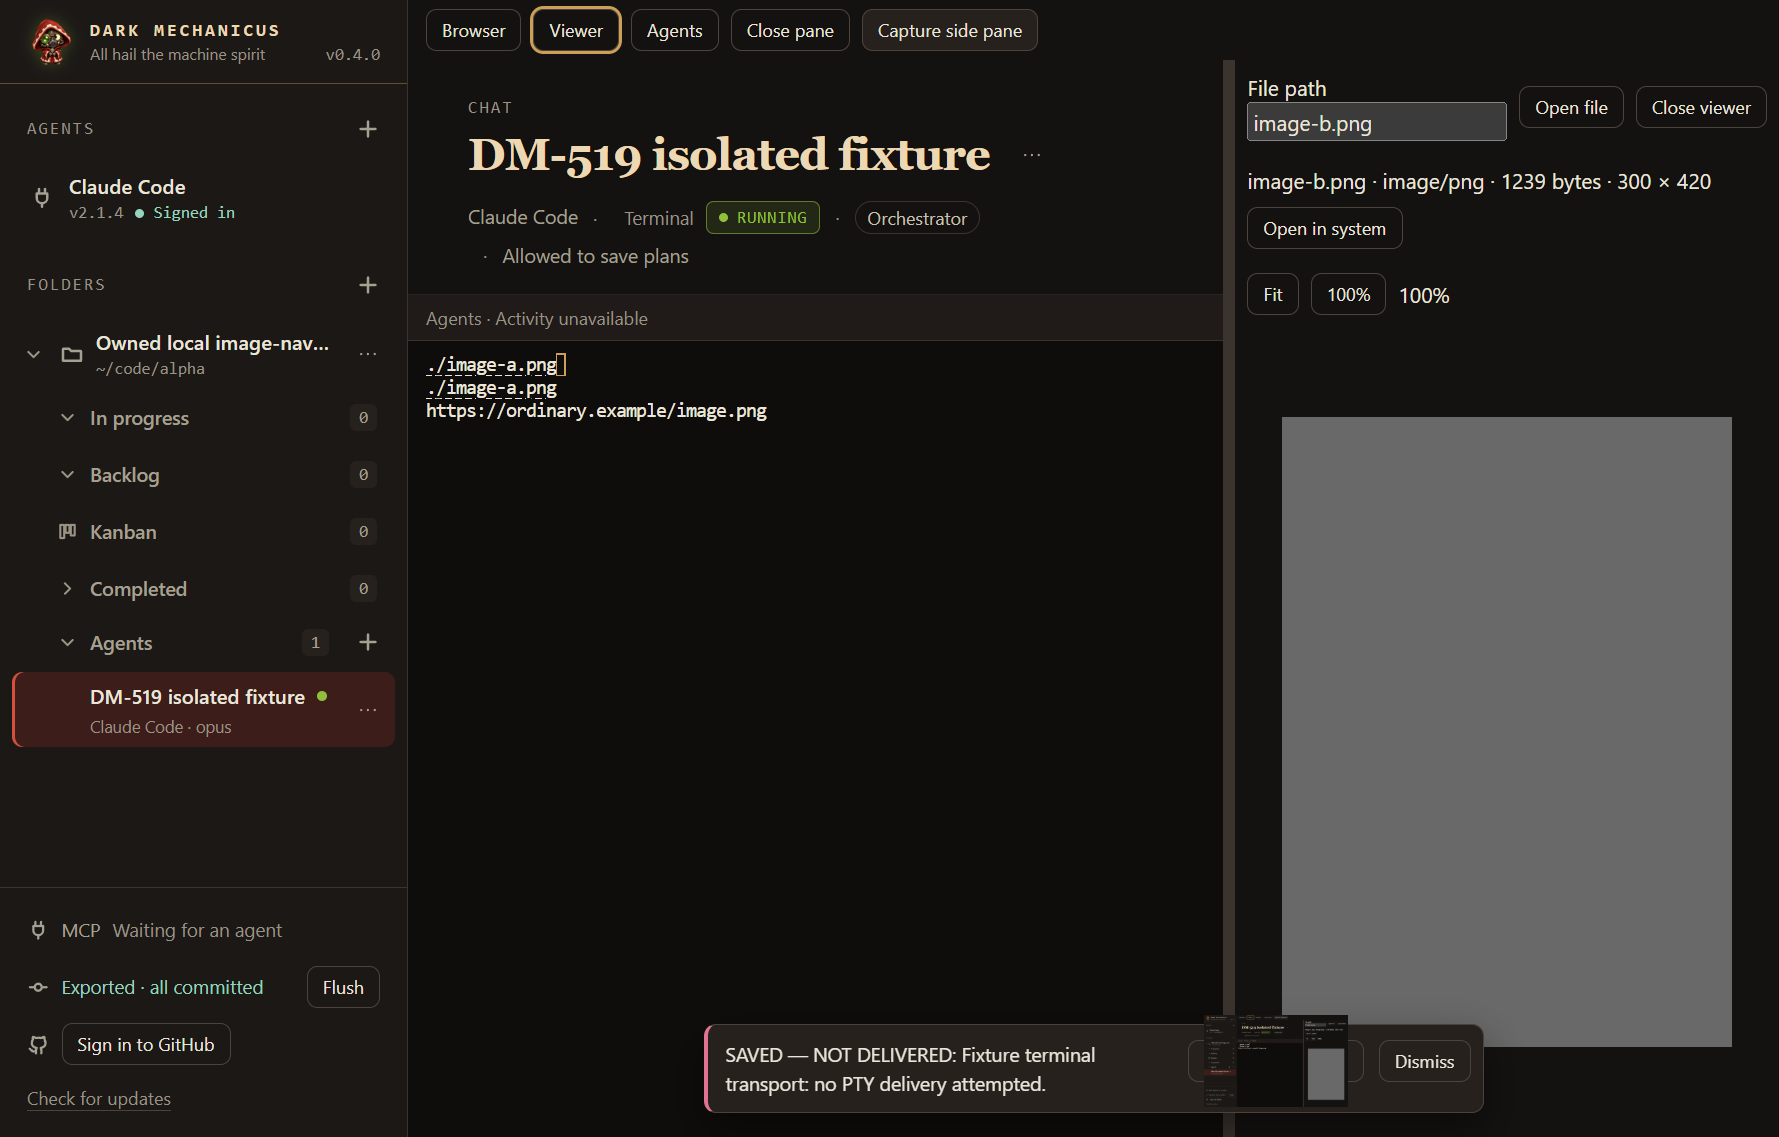 DARK MECHANICUS
All hail the machine spirit v0.4.0
AGENTS
Claude Code
v2.1.4 ● Signed in
FOLDERS
Owned local image-nav...
~/code/alpha
In progress 0
Backlog 0
Kanban 0
Completed 0
Agents 1
DM-519 isolated fixture
Claude Code · opus
MCP Waiting for an agent
Exported · all committed Flush
Sign in to GitHub
Check for updates
Browser Viewer Agents Close pane Capture side pane
CHAT
DM-519 isolated fixture ...
Claude Code · Terminal ● RUNNING · Orchestrator
· Allowed to save plans
Agents · Activity unavailable
./image-a.png
./image-a.png
https://ordinary.example/image.png
File path
image-b.png Open file Close viewer
image-b.png · image/png · 1239 bytes · 300 × 420
Open in system
Fit 100% 100%
SAVED — NOT DELIVERED: Fixture terminal
transport: no PTY delivery attempted.
Dismiss